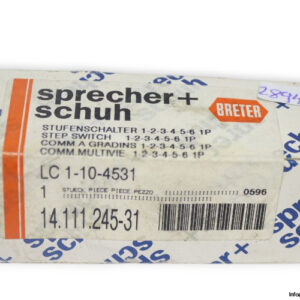 sprecher+
schuh
BRETER
STUFENSCHALTER 1-2-3-4-5-6 1P
STEP SWITCH 1-2-3-4-5-6 1P
COMM A GRADINS 1-2-3-4-5-6 1P
COMM MULTIVIE 1-2-3-4-5-6 1P
LC 1-10-4531
1 STUECK PIECE PIECE PEZZO 0596
14.111.245-31